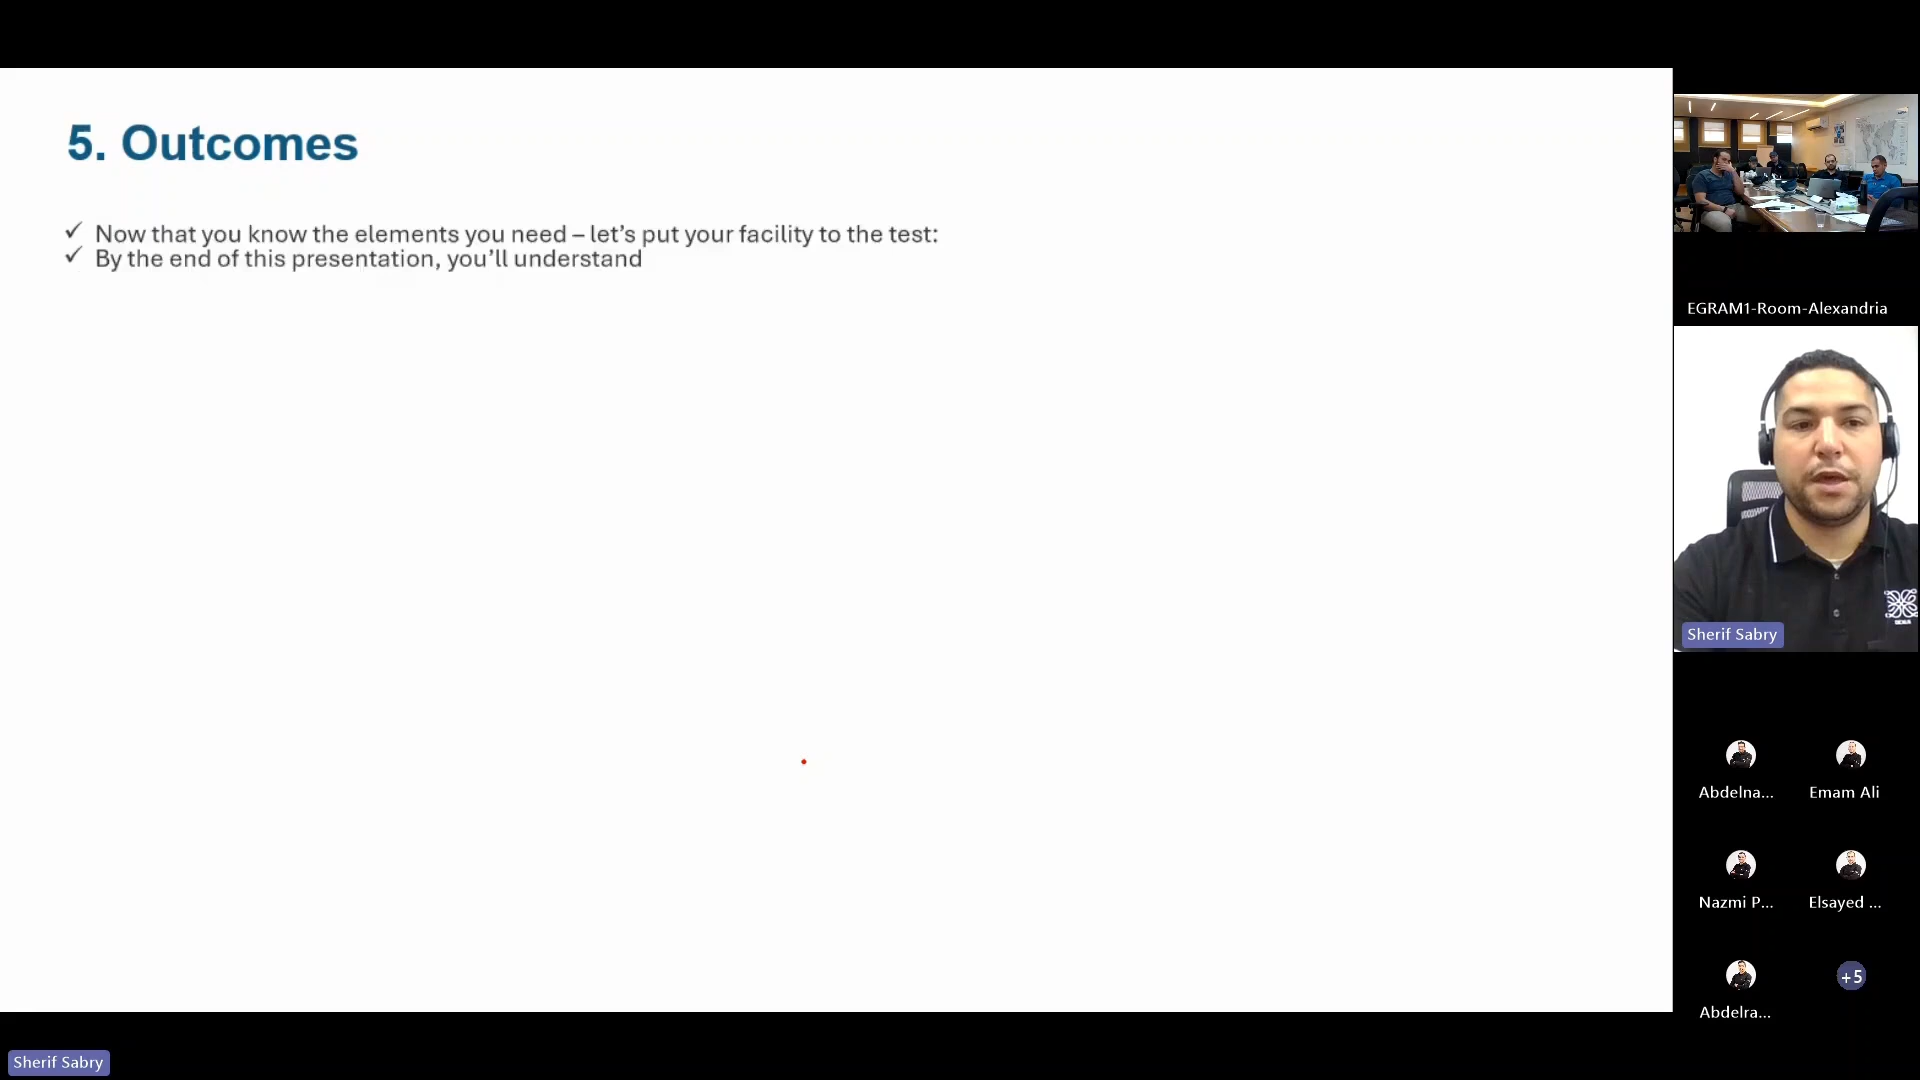 5. Outcomes
✓ Now that you know the elements you need – let’s put your facility to the test:
✓ By the end of this presentation, you’ll understand
EGRAM1-Room-Alexandria
Sherif Sabry
Abdelna...
Emam Ali
Nazmi P...
Elsayed ...
Abdelra...
+5
Sherif Sabry